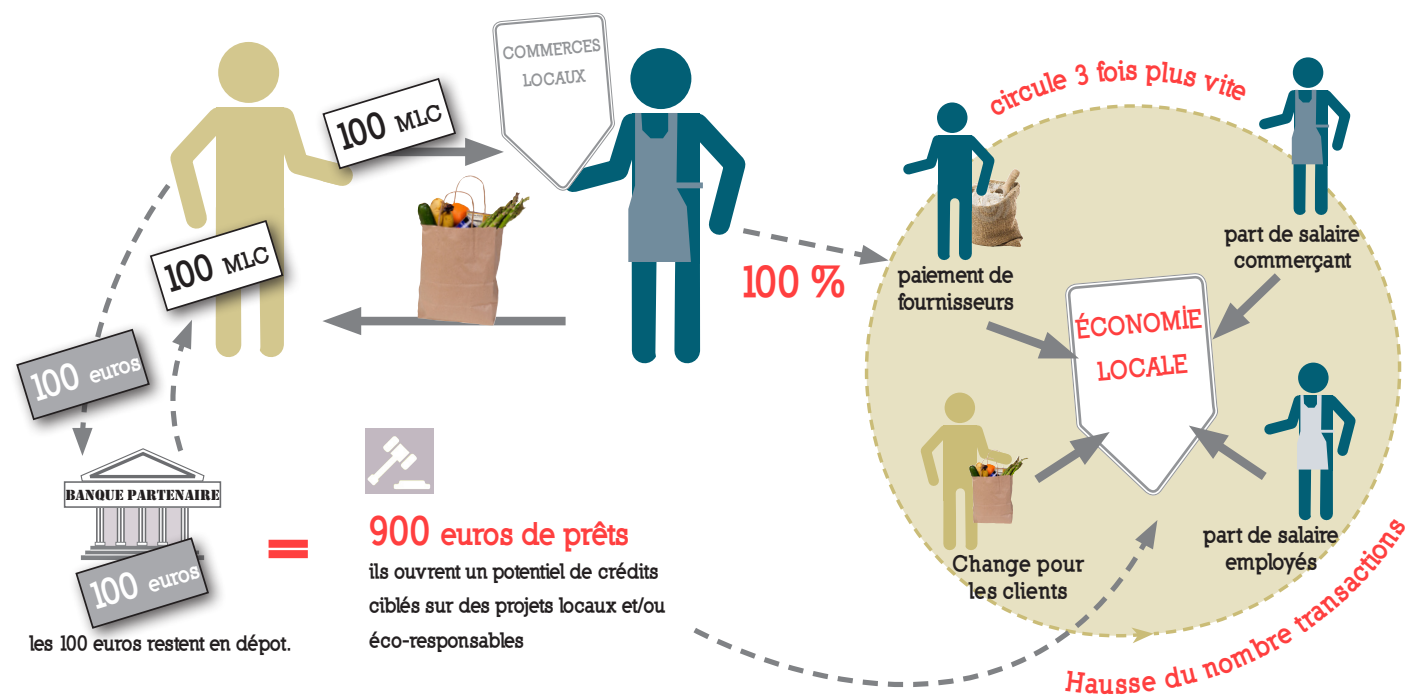 COMMERCES
LOCAUX
100 MLC
100 MLC
100 euros
BANQUE PARTENAIRE
100 euros
les 100 euros restent en dépot.
=
900 euros de prêts
ils ouvrent un potentiel de crédits
ciblés sur des projets locaux et/ou
éco-responsables
100 %
circule 3 fois plus vite
paiement de
fournisseurs
part de salaire
commerçant
ÉCONOMIE
LOCALE
Change pour
les clients
part de salaire
employés
Hausse du nombre transactions